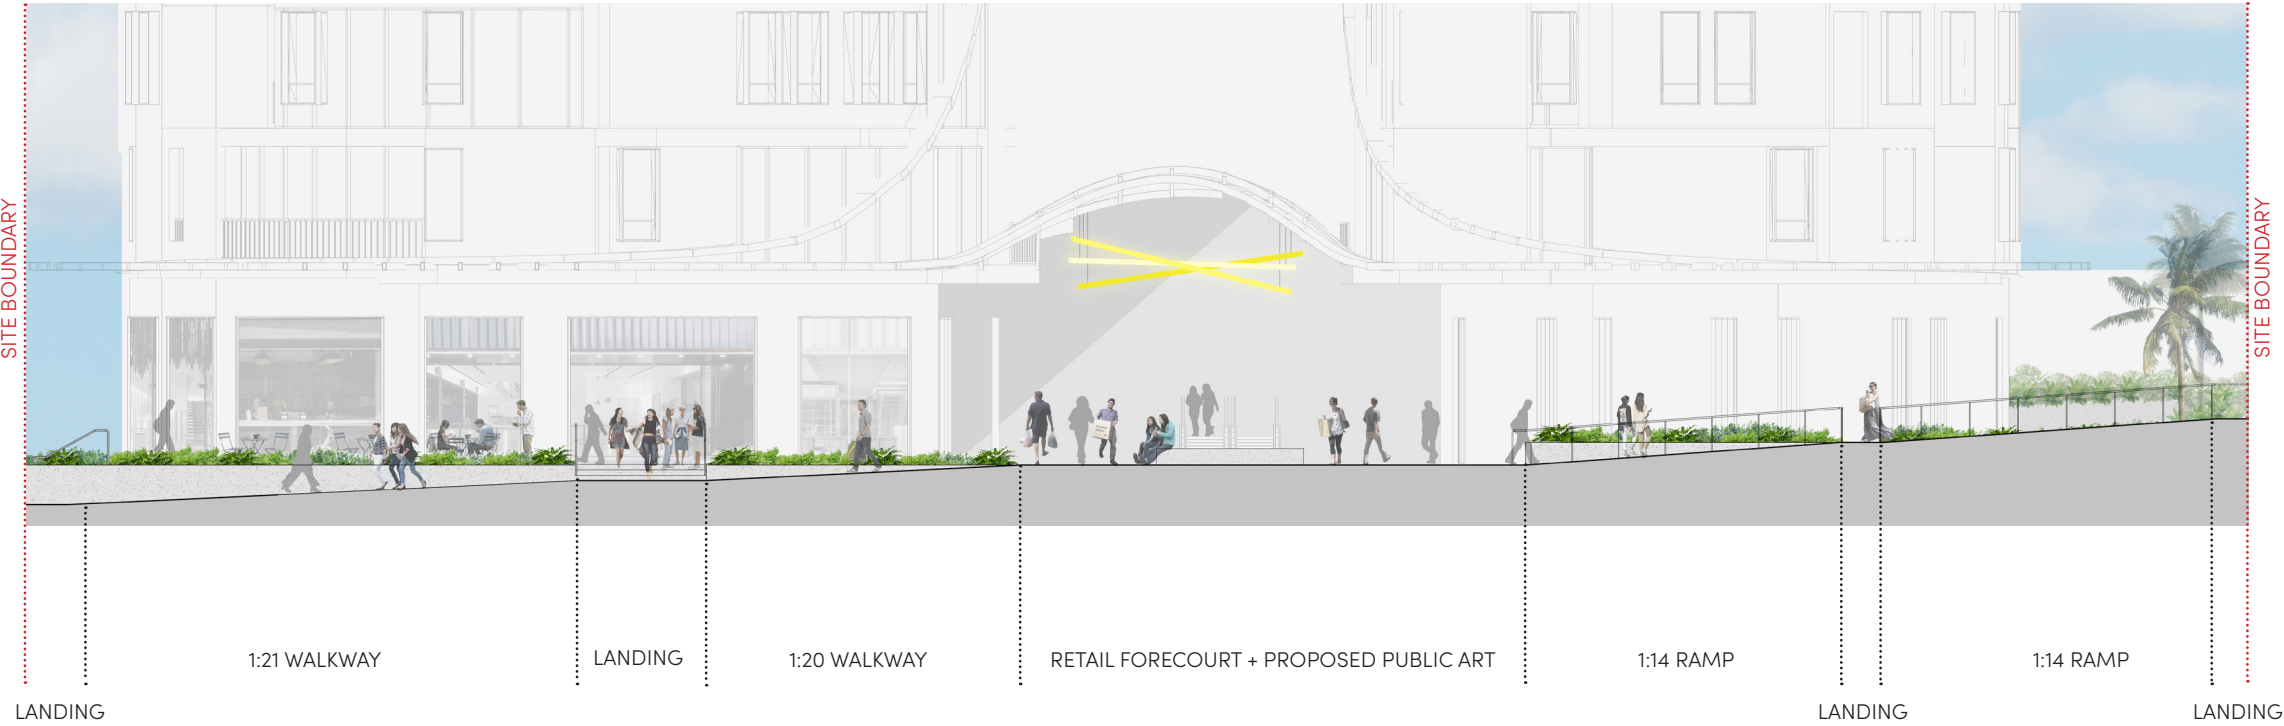 SITE BOUNDARY
SITE BOUNDARY
1:21 WALKWAY
LANDING
1:20 WALKWAY
RETAIL FORECOURT + PROPOSED PUBLIC ART
1:14 RAMP
1:14 RAMP
LANDING
LANDING
LANDING